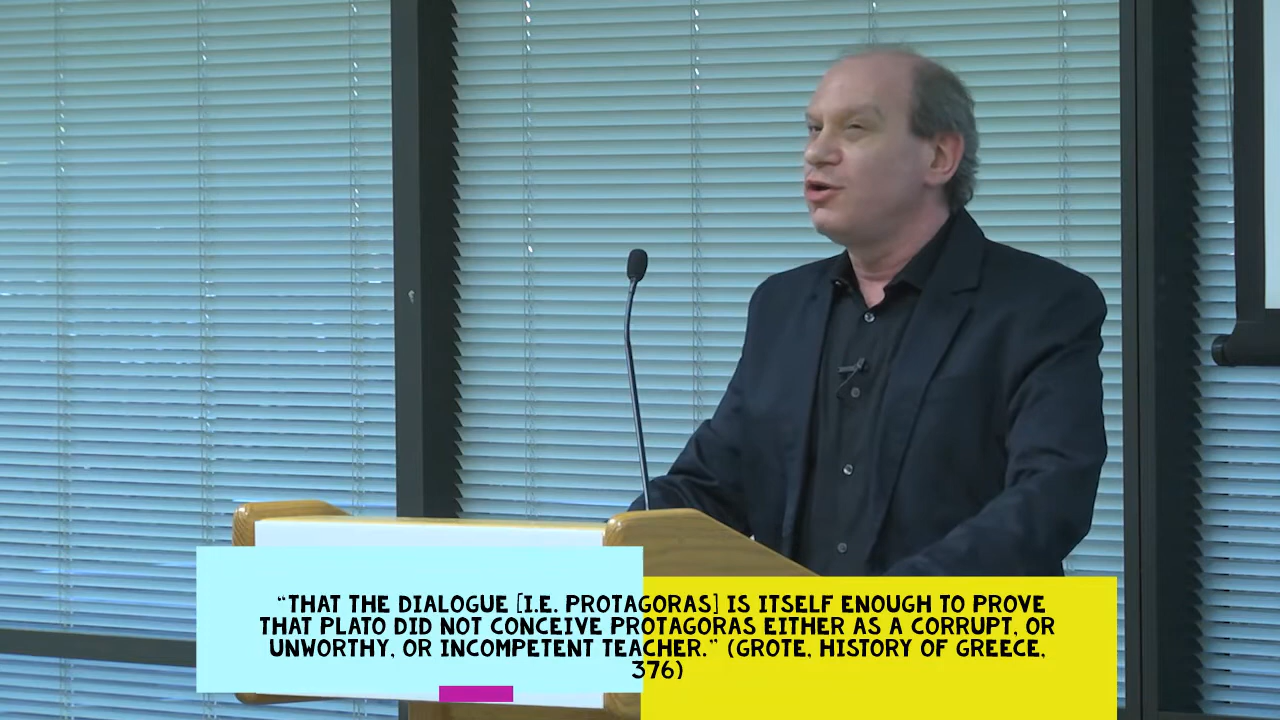 “THAT THE DIALOGUE [I.E. PROTAGORAS] IS ITSELF ENOUGH TO PROVE
THAT PLATO DID NOT CONCEIVE PROTAGORAS EITHER AS A CORRUPT, OR
UNWORTHY, OR INCOMPETENT TEACHER.” (GROTE, HISTORY OF GREECE,
376)